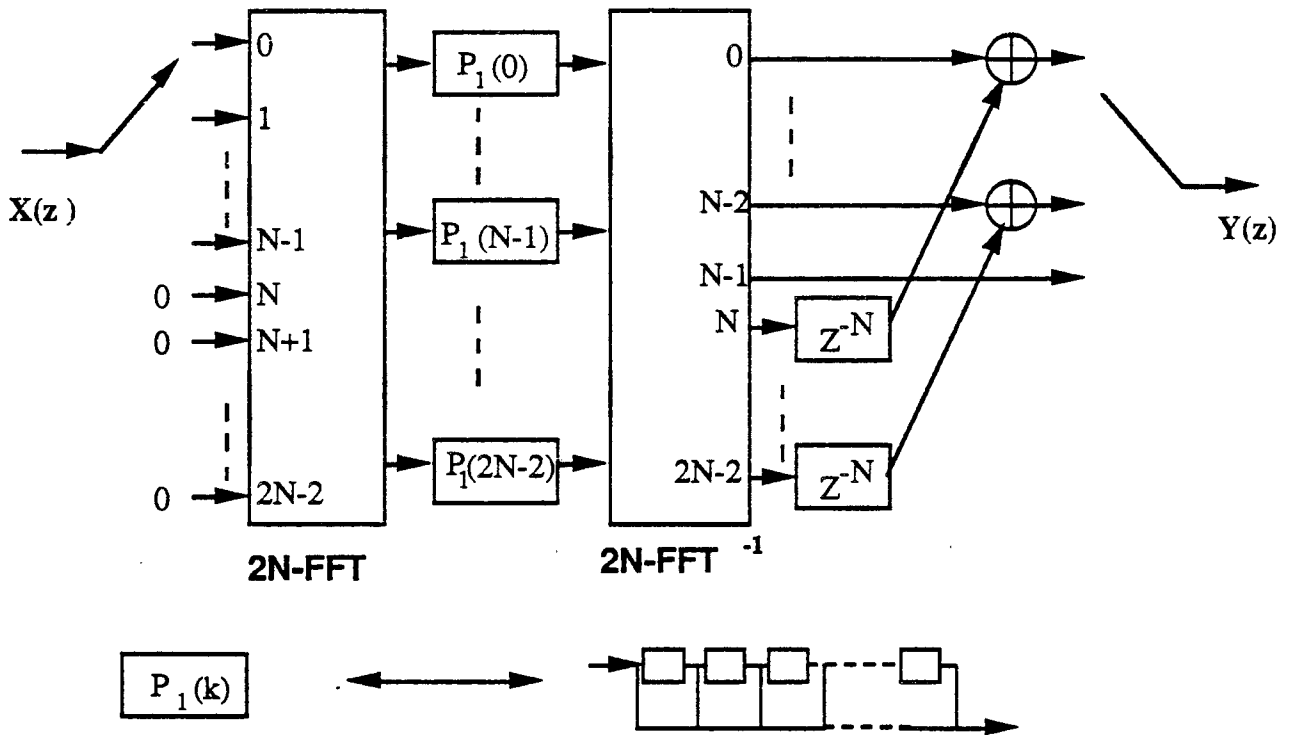 0
P₁(0)
0
1
X(z )
N-1
P₁(N-1)
N-2
Y(z)
N-1
0
N
N
Z⁻ᴺ
0
N+1
0
2N-2
P₁(2N-2)
2N-2
Z⁻ᴺ
2N-FFT
2N-FFT ⁻¹
P₁(k)